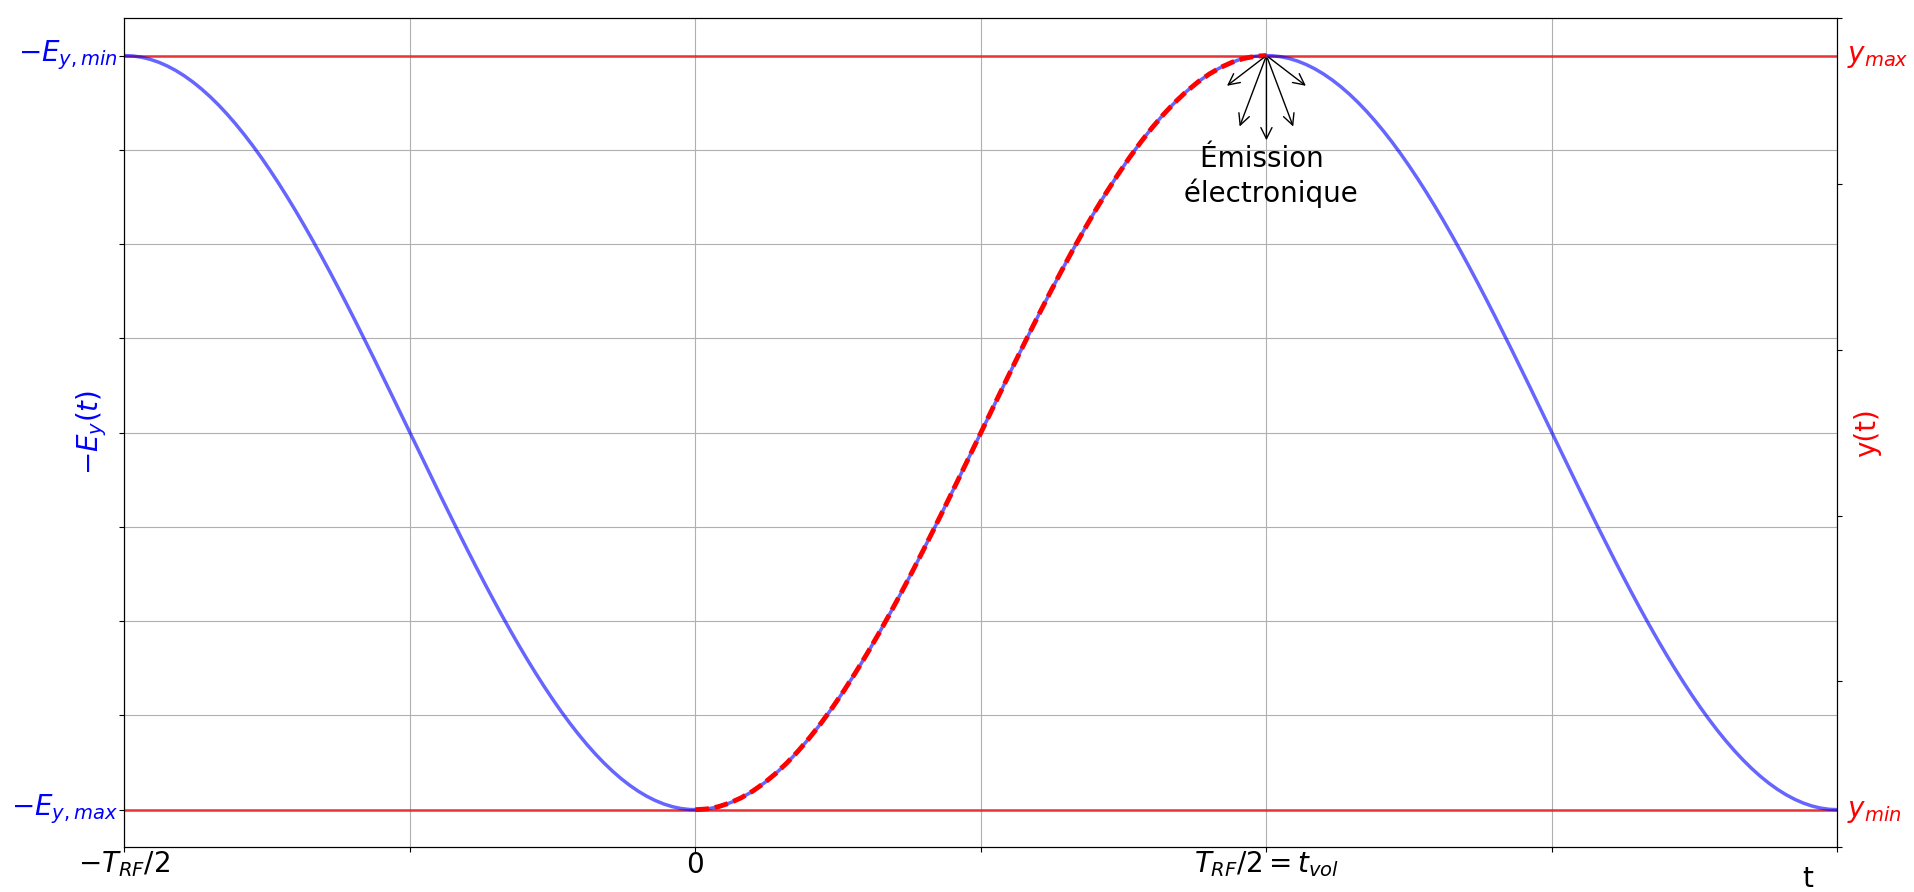 $-E_{y,min}$
$y_{max}$
Émission
électronique
$-E_y(t)$
y(t)
$-E_{y,max}$
$y_{min}$
$-T_{RF}/2$
0
$T_{RF}/2 = t_{vol}$
t